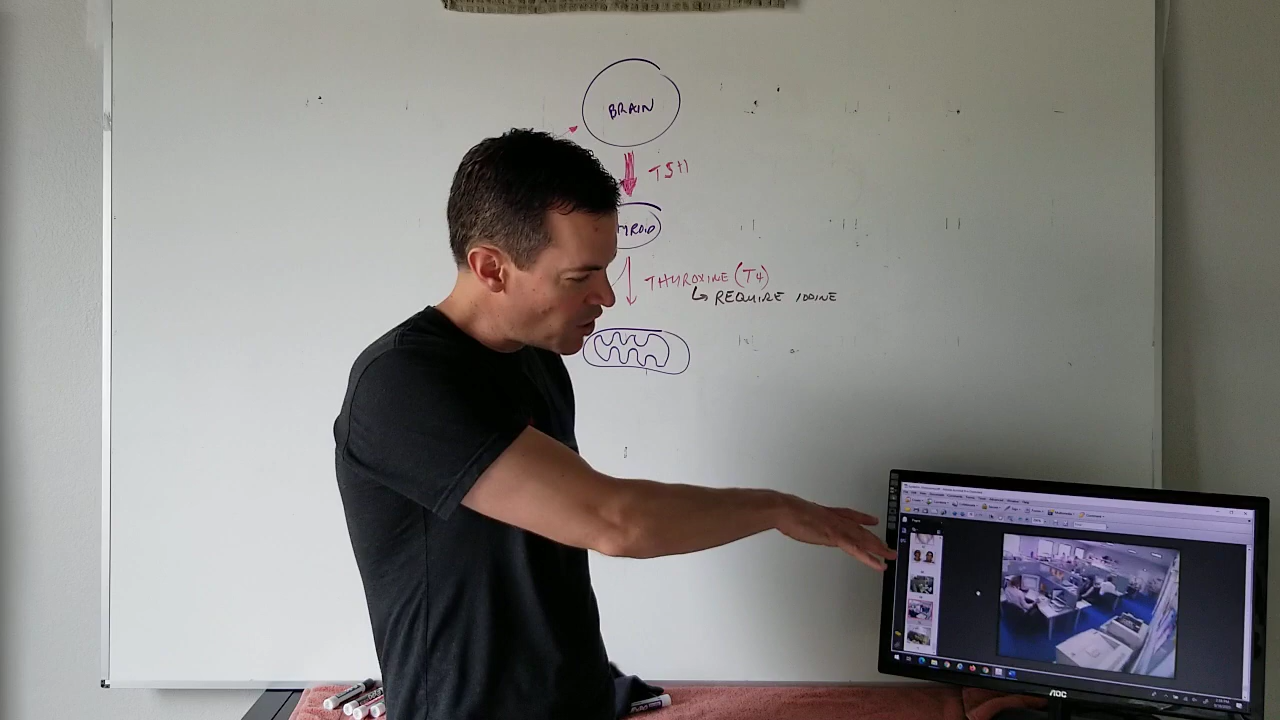 BRAIN
TSH
YROID
THYROXINE (T4)
↳ REQUIRE IODINE
AOC